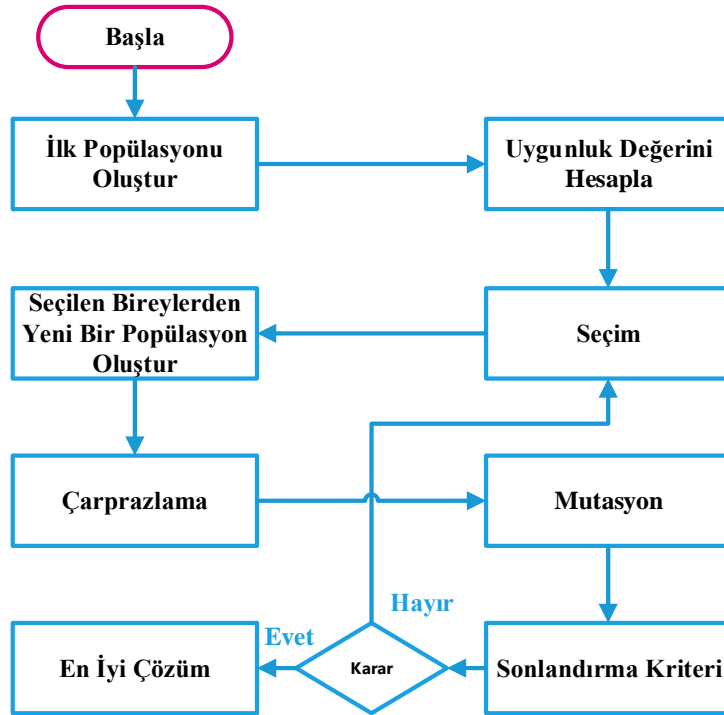 Başla
İlk Popülasyonu
Oluştur
Uygunluk Değerini
Hesapla
Seçim
Seçilen Bireylerden
Yeni Bir Popülasyon
Oluştur
Çarprazlama
Mutasyon
Sonlandırma Kriteri
Karar
Hayır
Evet
En İyi Çözüm